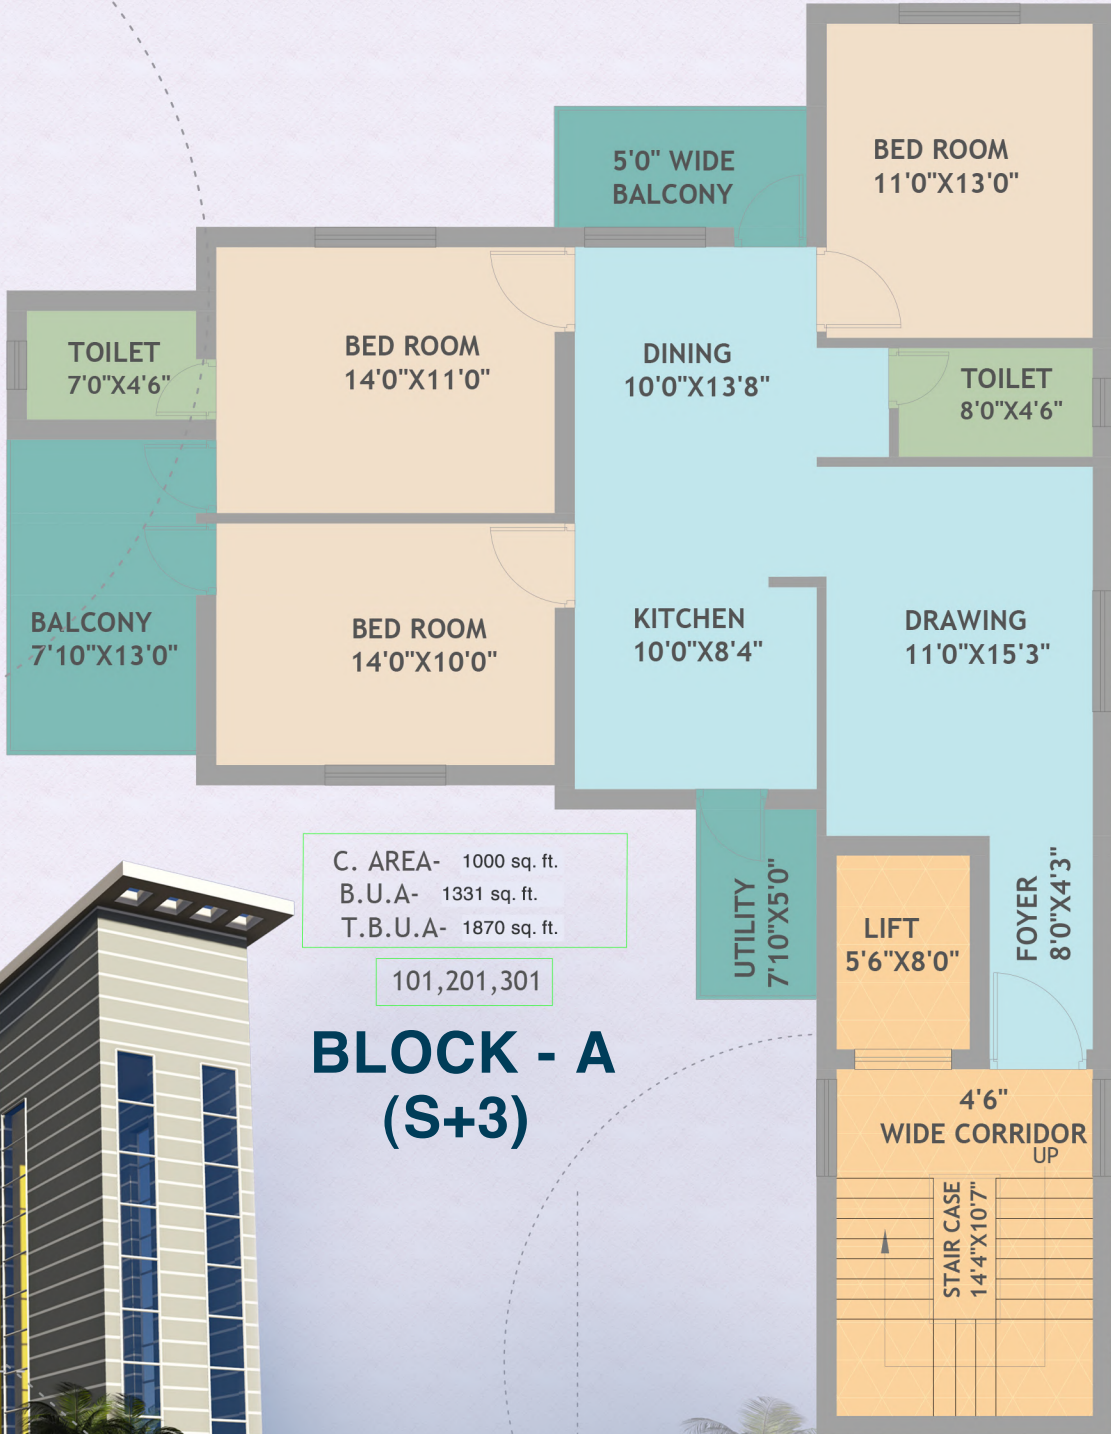 BED ROOM
11'0"X13'0"
5'0" WIDE
BALCONY
TOILET
7'0"X4'6"
BED ROOM
14'0"X11'0"
DINING
10'0"X13'8"
TOILET
8'0"X4'6"
BALCONY
7'10"X13'0"
BED ROOM
14'0"X10'0"
KITCHEN
10'0"X8'4"
DRAWING
11'0"X15'3"
C. AREA- 1000 sq. ft.
B.U.A- 1331 sq. ft.
T.B.U.A- 1870 sq. ft.
101,201,301
BLOCK - A
(S+3)
UTILITY
7'10"X5'0"
LIFT
5'6"X8'0"
FOYER
8'0"X4'3"
4'6"
WIDE CORRIDOR
UP
STAIR CASE
14'4"X10'7"